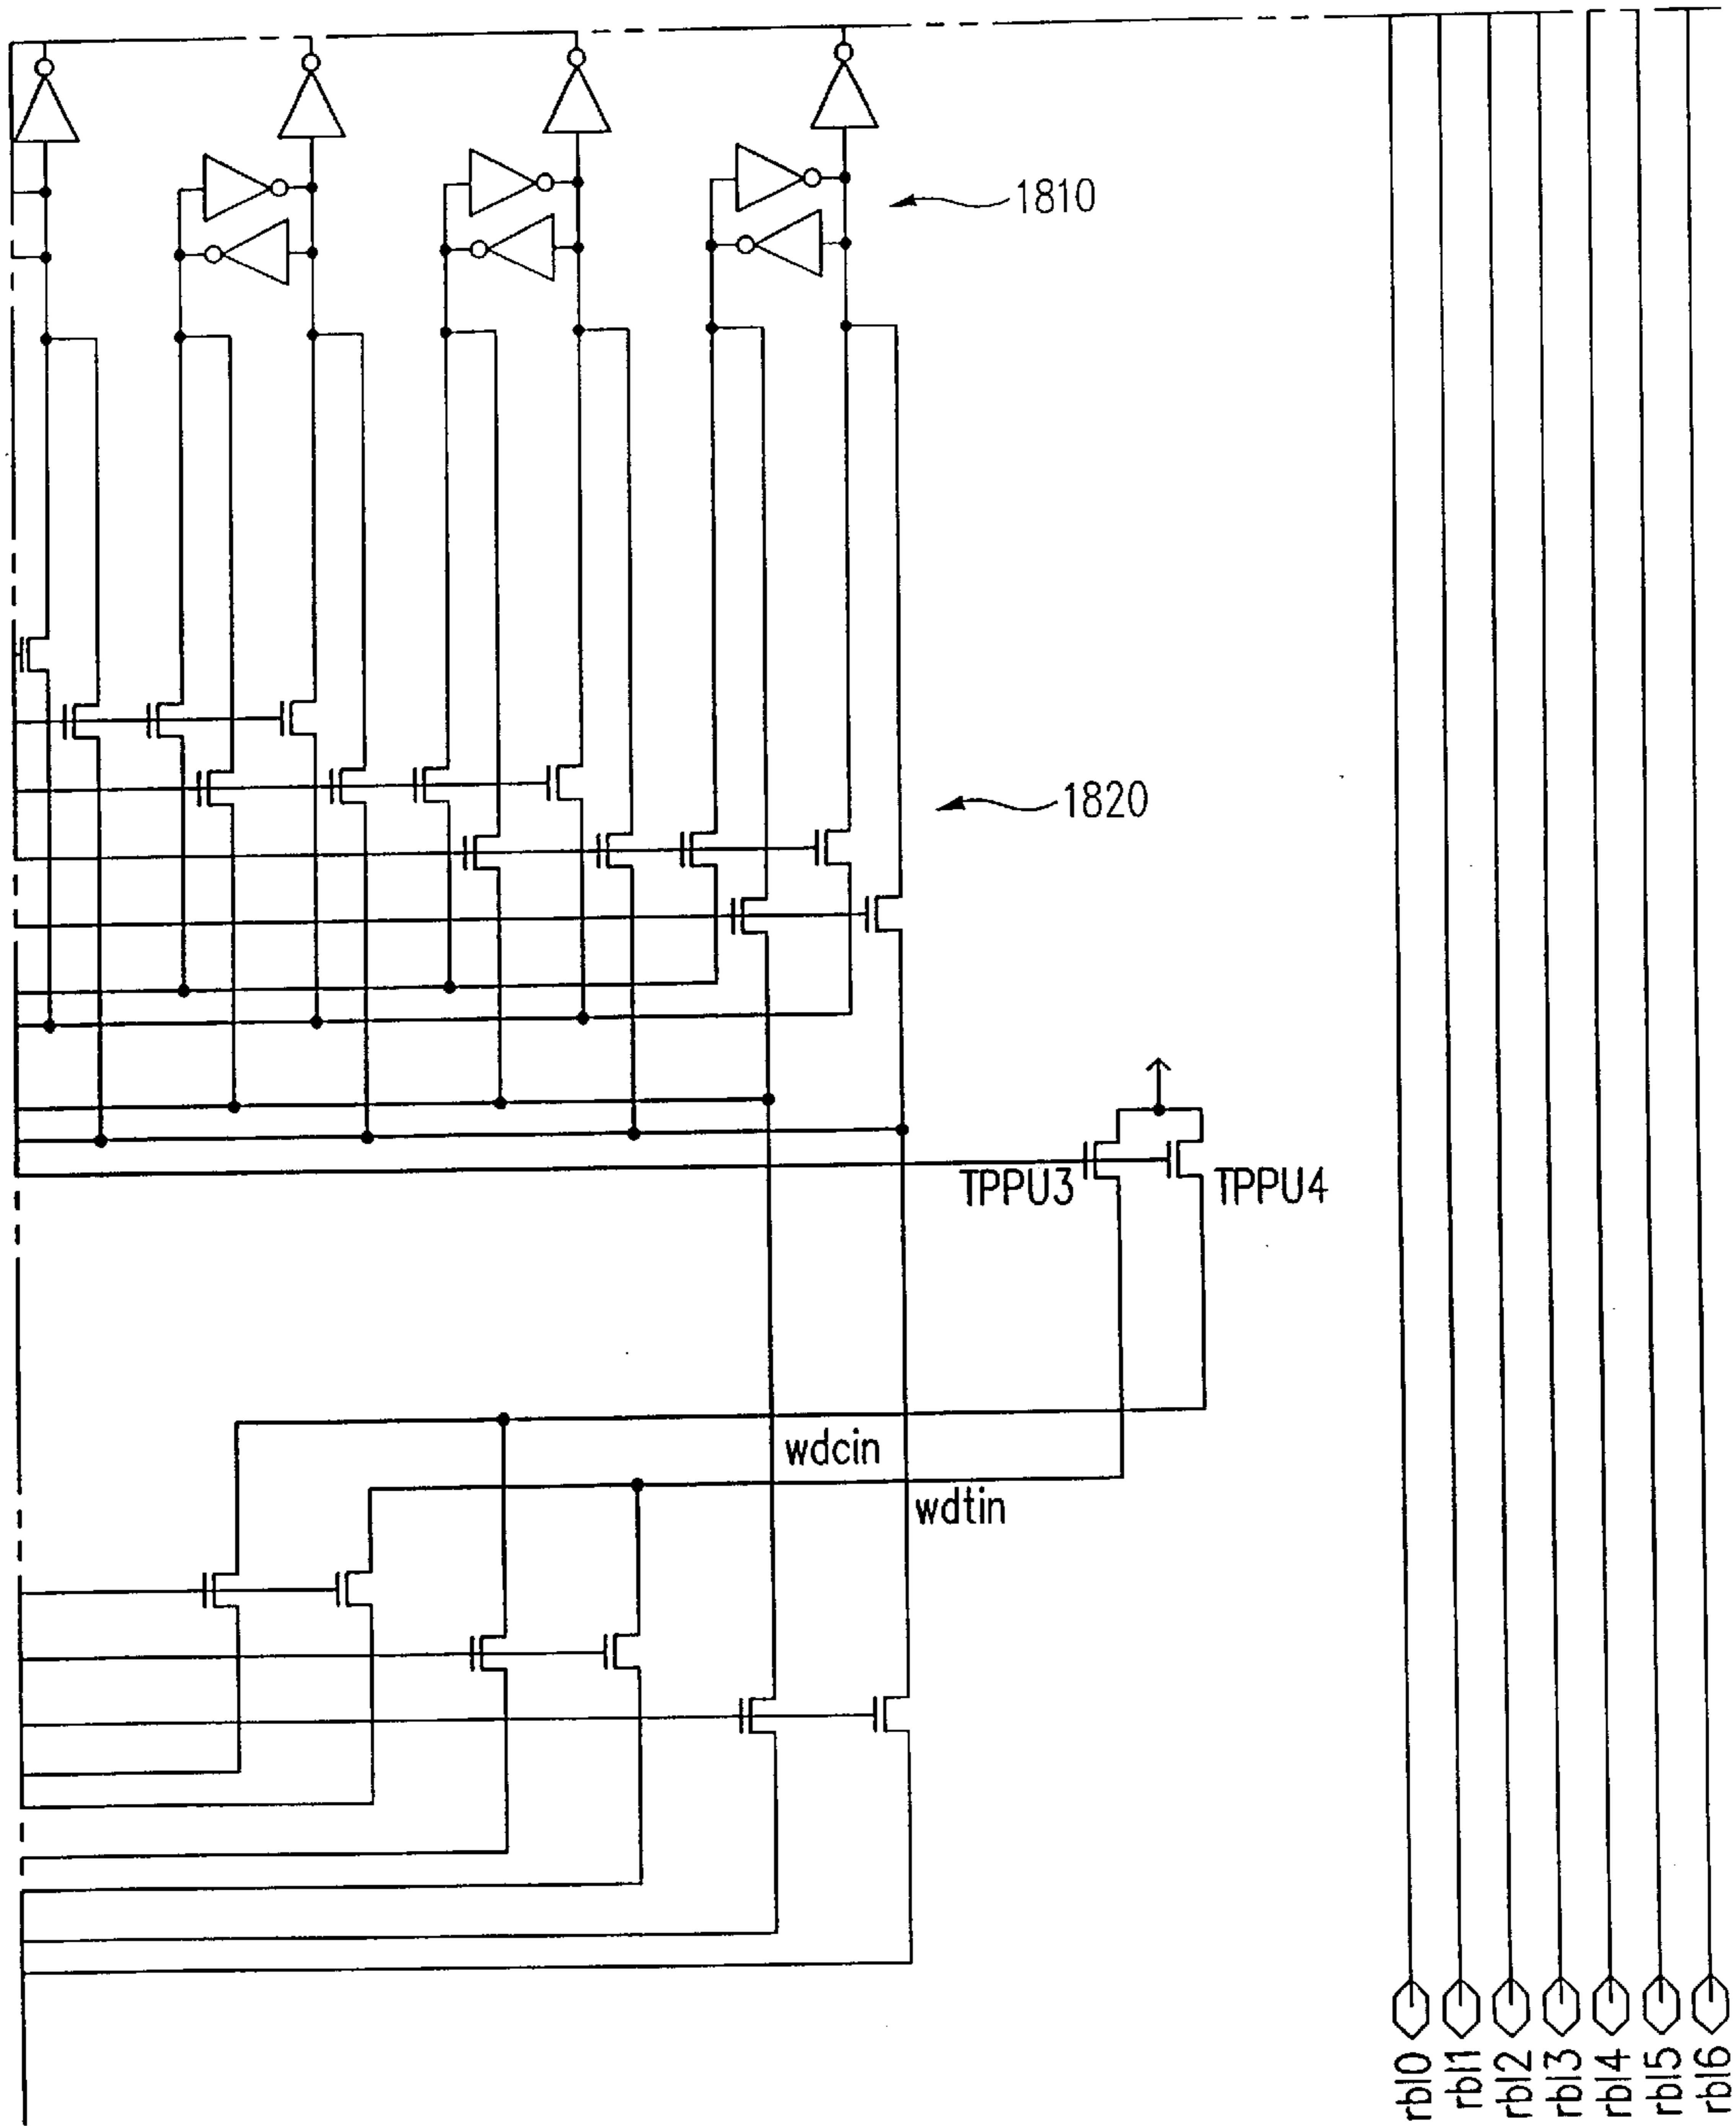 1810
1820
TPPU3
TPPU4
wdcin
wdtin
rbl0
rbl1
rbl2
rbl3
rbl4
rbl5
rbl6